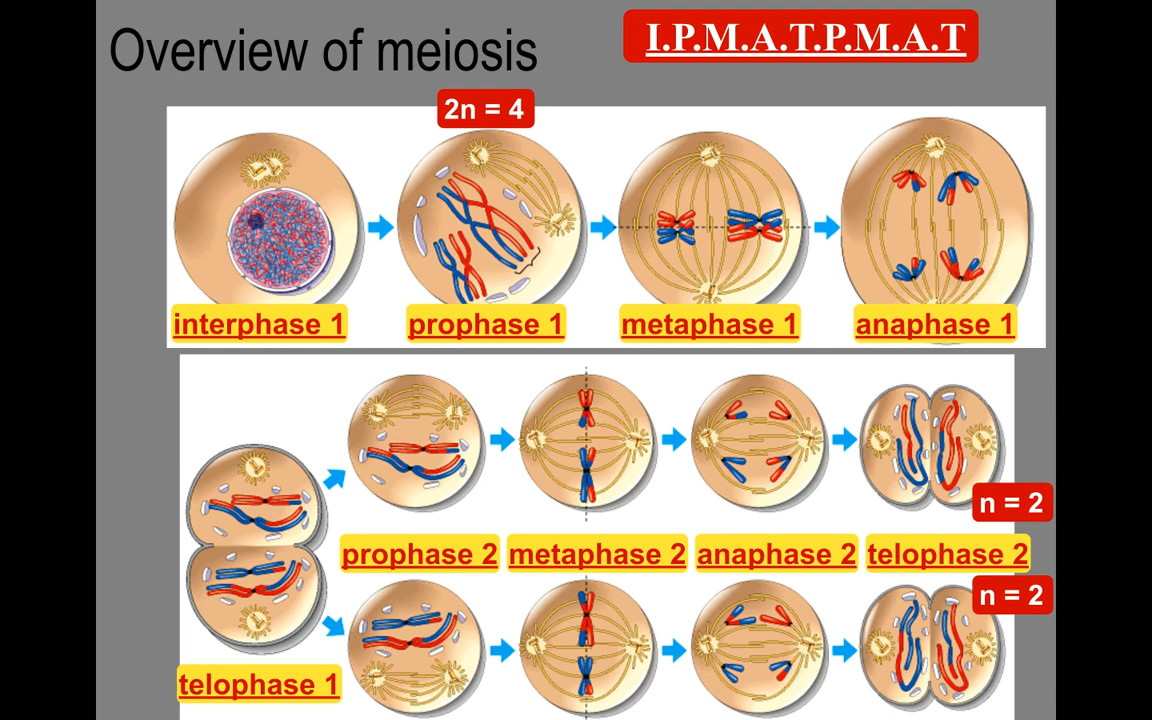 Overview of meiosis
I.P.M.A.T.P.M.A.T
2n = 4
interphase 1
prophase 1
metaphase 1
anaphase 1
n = 2
prophase 2
metaphase 2
anaphase 2
telophase 2
n = 2
telophase 1